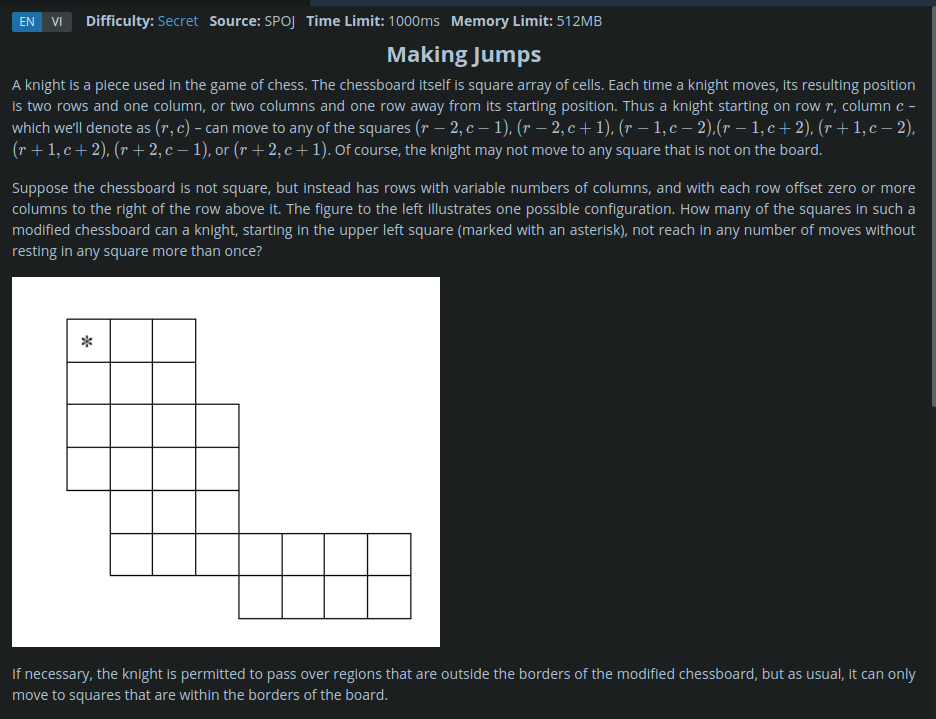 EN VI Difficulty: Secret Source: SPOJ Time Limit: 1000ms Memory Limit: 512MB
Making Jumps
A knight is a piece used in the game of chess. The chessboard itself is square array of cells. Each time a knight moves, its resulting position
is two rows and one column, or two columns and one row away from its starting position. Thus a knight starting on row r, column c –
which we'll denote as (r, c) – can move to any of the squares (r − 2, c − 1), (r − 2, c + 1), (r − 1, c − 2),(r − 1, c + 2), (r + 1, c − 2),
(r + 1, c + 2), (r + 2, c − 1), or (r + 2, c + 1). Of course, the knight may not move to any square that is not on the board.
Suppose the chessboard is not square, but instead has rows with variable numbers of columns, and with each row offset zero or more
columns to the right of the row above it. The figure to the left illustrates one possible configuration. How many of the squares in such a
modified chessboard can a knight, starting in the upper left square (marked with an asterisk), not reach in any number of moves without
resting in any square more than once?
*
If necessary, the knight is permitted to pass over regions that are outside the borders of the modified chessboard, but as usual, it can only
move to squares that are within the borders of the board.